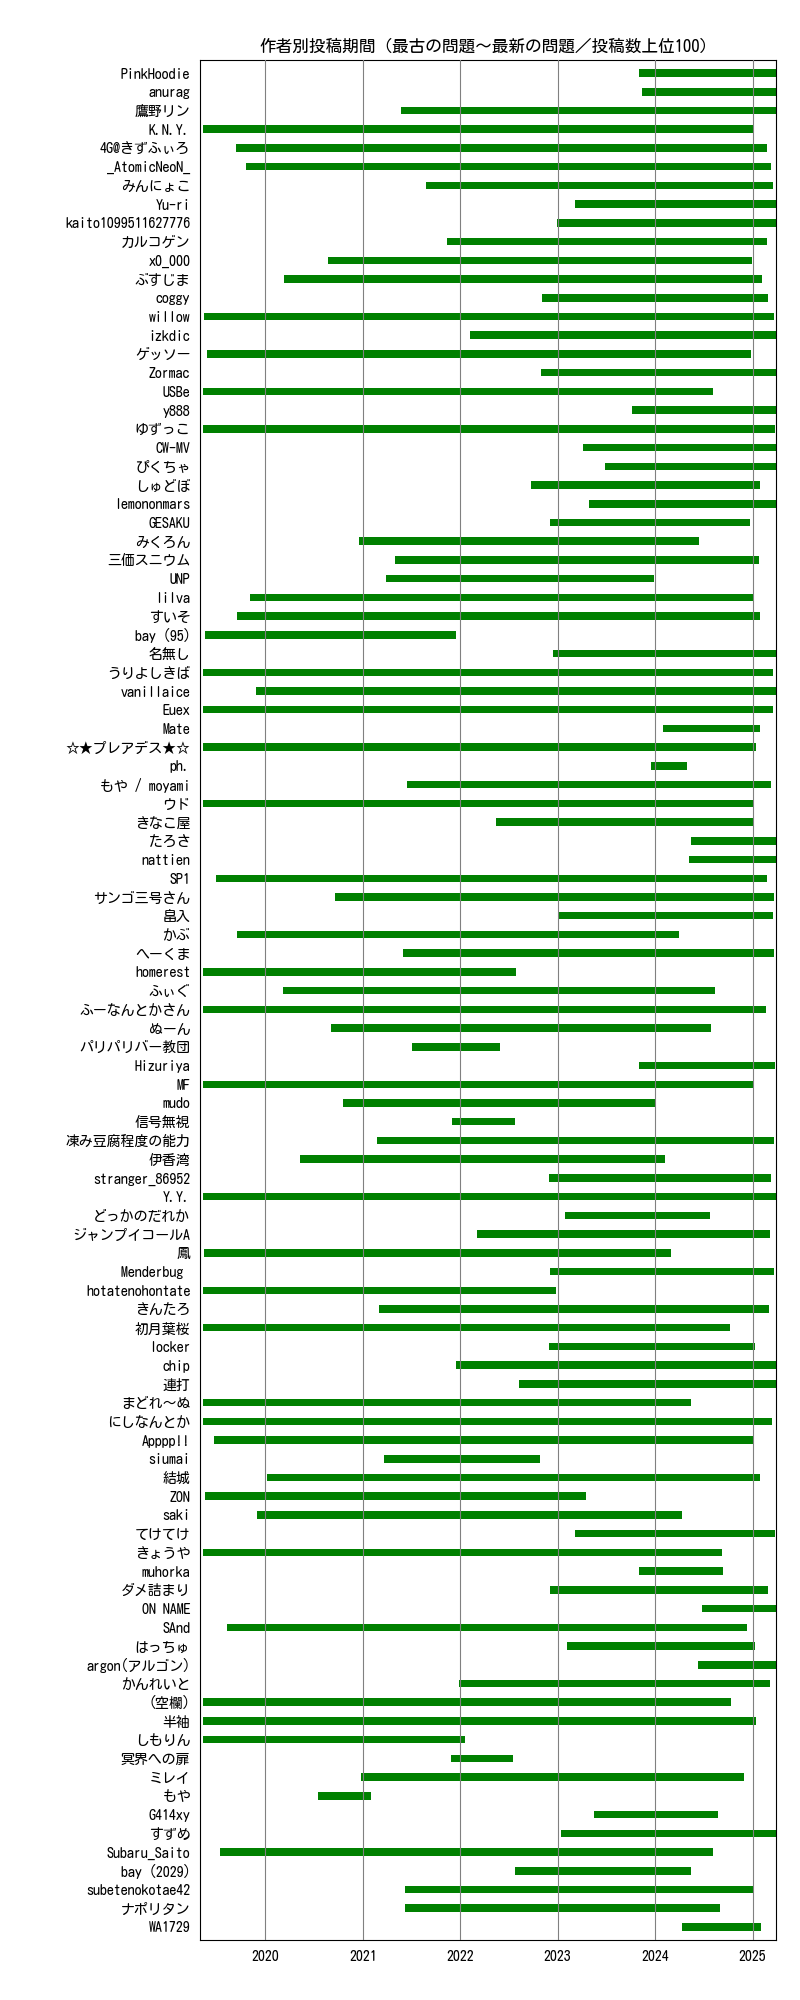 作者別投稿期間（最古の問題～最新の問題／投稿数上位100）
PinkHoodie
anurag
鷹野リン
K.N.Y.
4G@きずふぃろ
_AtomicNeoN_
みんにょこ
Yu-ri
kaito1099511627776
カルコゲン
x0_000
ぶすじま
coggy
willow
izkdic
ゲッソー
Zormac
USBe
y888
ゆずっこ
CW-MV
ぴくちゃ
しゅどぼ
lemononmars
GESAKU
みくろん
三価スニウム
UNP
lilva
すいそ
bay (95)
名無し
うりよしきば
vanillaice
Euex
Mate
☆★プレアデス★☆
ph.
もや / moyami
ウド
きなこ屋
たろさ
nattien
SP1
サンゴ三号さん
畠入
かぶ
へーくま
homerest
ふぃぐ
ふーなんとかさん
ぬーん
パリパリバー教団
Hizuriya
MF
mudo
信号無視
凍み豆腐程度の能力
伊香湾
stranger_86952
Y.Y.
どっかのだれか
ジャンプイコールA
鳳
Menderbug
hotatenohontate
きんたろ
初月葉桜
locker
chip
連打
まどれ～ぬ
にしなんとか
Appppll
siumai
結城
ZON
saki
てけてけ
きょうや
muhorka
ダメ詰まり
ON NAME
SAnd
はっちゅ
argon(アルゴン)
かんれいと
(空欄)
半袖
しもりん
冥界への扉
ミレイ
もや
G414xy
すずめ
Subaru_Saito
bay (2029)
subetenokotae42
ナポリタン
WA1729
2020 2021 2022 2023 2024 2025